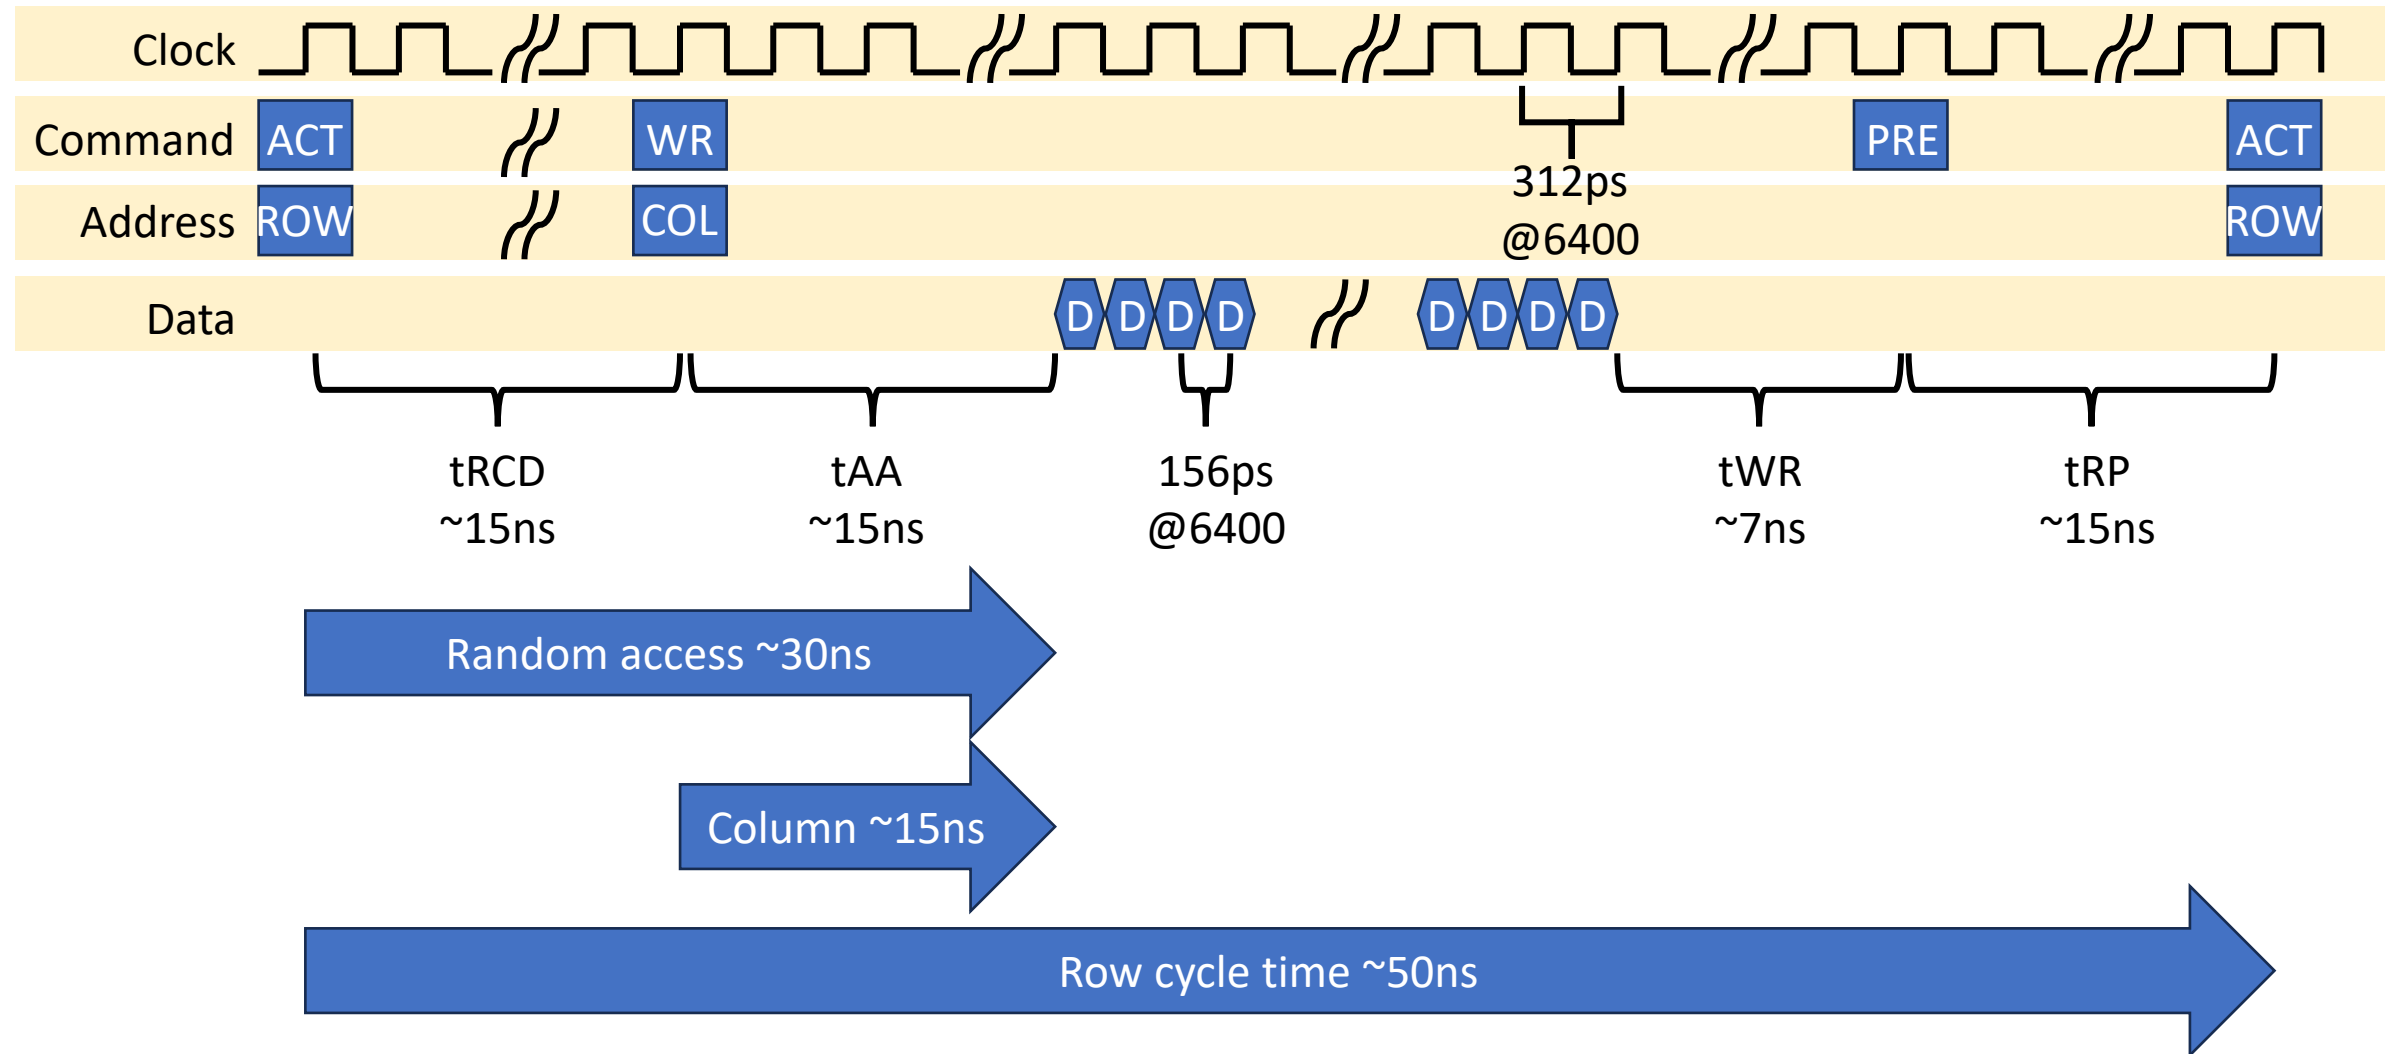 Clock
Command
ACT
WR
PRE
ACT
312ps
@6400
Address
ROW
COL
ROW
Data
D D D D
D D D D
tRCD
~15ns
tAA
~15ns
156ps
@6400
tWR
~7ns
tRP
~15ns
Random access ~30ns
Column ~15ns
Row cycle time ~50ns